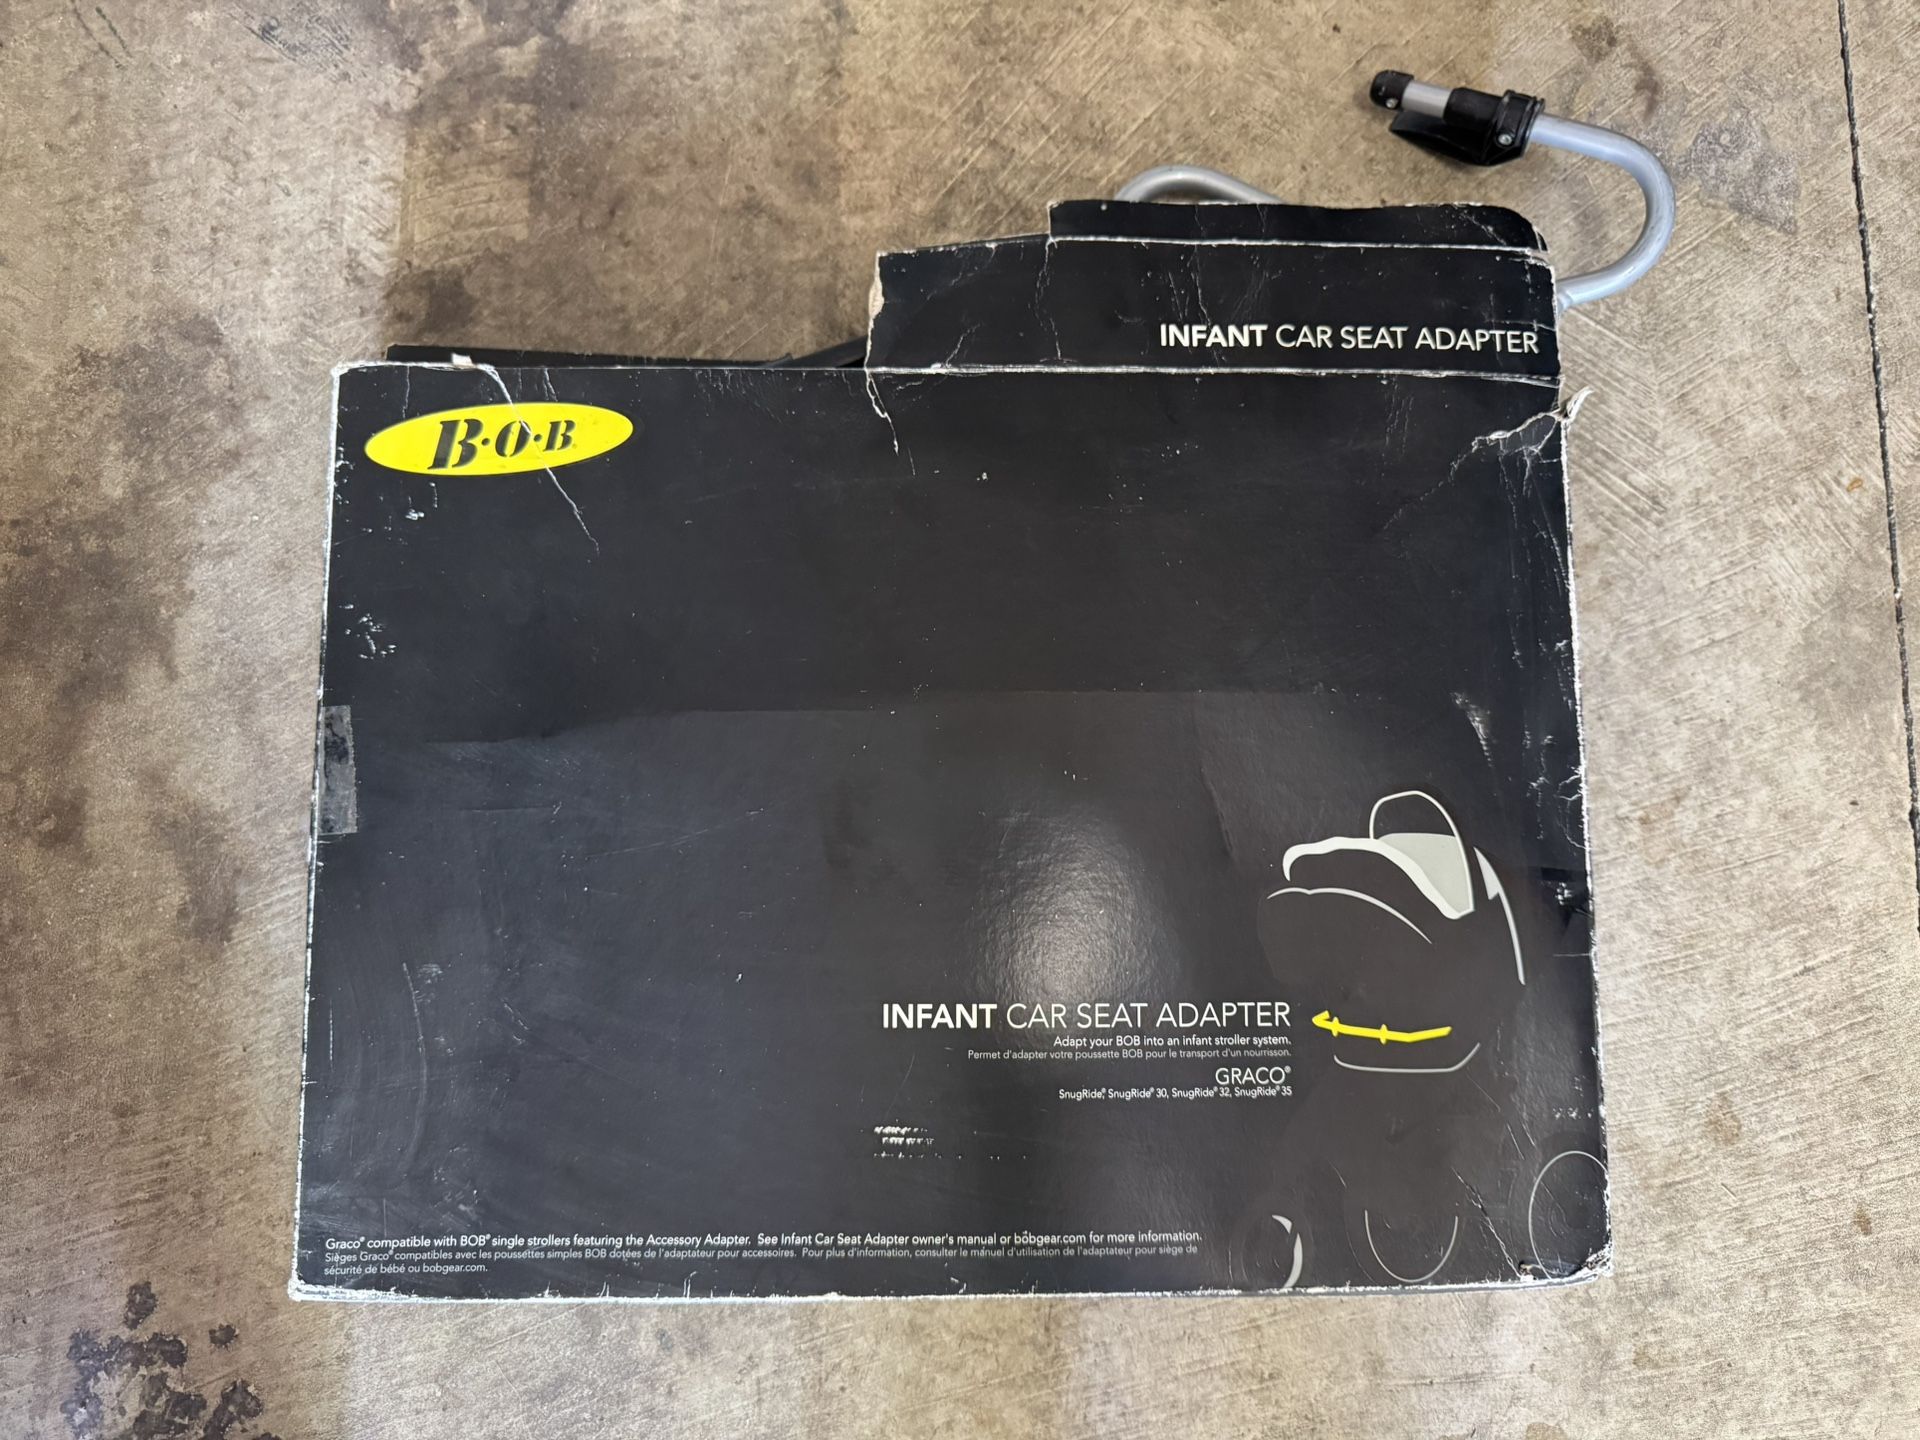 INFANT CAR SEAT ADAPTER
B·O·B
INFANT CAR SEAT ADAPTER
Adapt your BOB into an infant stroller system.
Permet d'adapter votre poussette BOB pour le transport d'un nourrisson.
GRACO®
SnugRide®, SnugRide® 30, SnugRide® 32, SnugRide® 35
Graco® compatible with BOB® single strollers featuring the Accessory Adapter. See Infant Car Seat Adapter owner's manual or bobgear.com for more information.
Sièges Graco® compatibles avec les poussettes simples BOB dotées de l'adaptateur pour accessoires. Pour plus d'information, consulter le manuel d'utilisation de l'adaptateur pour siège de
sécurité de bébé ou bobgear.com.